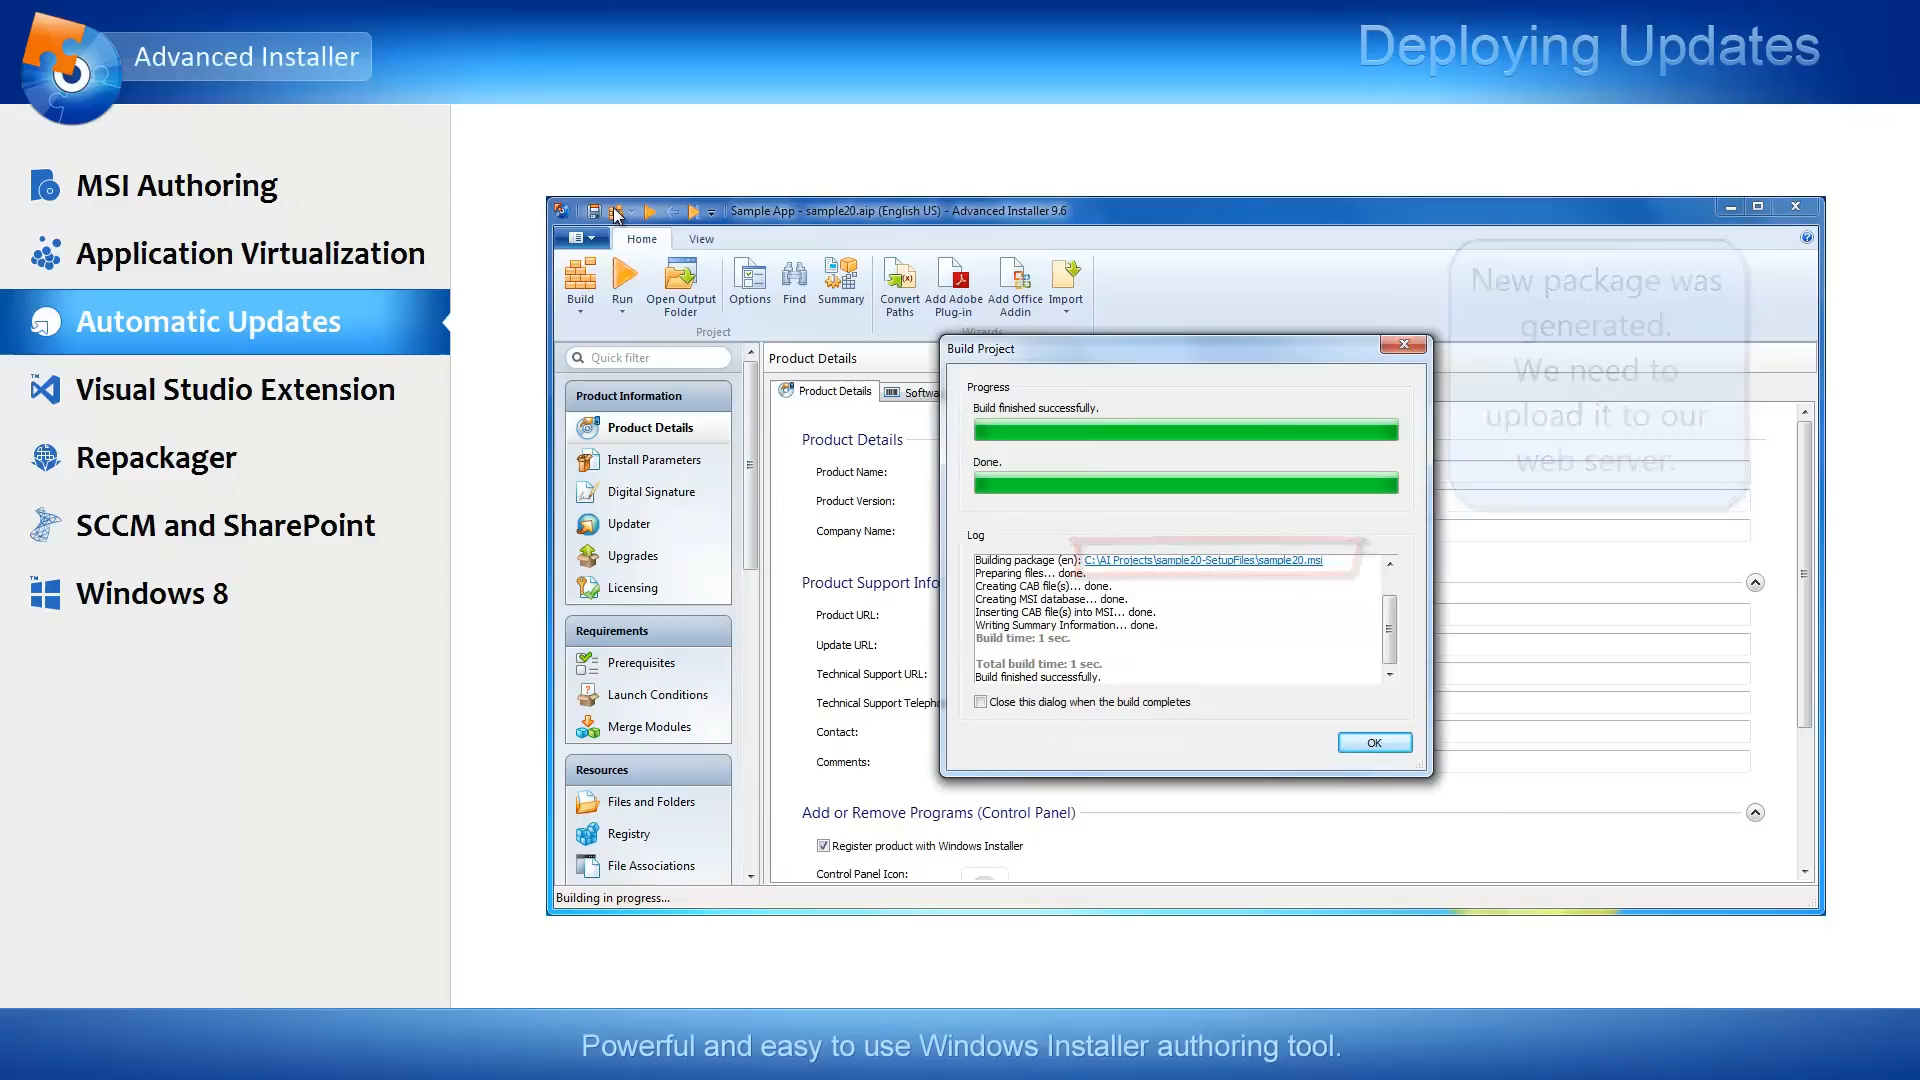 Advanced Installer
Deploying Updates
MSI Authoring
Application Virtualization
Automatic Updates
Visual Studio Extension
Repackager
SCCM and SharePoint
Windows 8
Sample App - sample20.aip (English US) - Advanced Installer 9.6
Home
View
Build
Run
Open Output
Folder
Options
Find
Summary
Convert
Paths
Add Adobe
Plug-in
Add Office
Addin
Import
Project
Wizards
New package was
generated.
We need to
upload it to our
web server.
Quick filter
Product Information
Product Details
Install Parameters
Digital Signature
Updater
Upgrades
Licensing
Requirements
Prerequisites
Launch Conditions
Merge Modules
Resources
Files and Folders
Registry
File Associations
Product Details
Product Details
Softwa
Product Details
Product Name:
Product Version:
Company Name:
Product Support Info
Product URL:
Update URL:
Technical Support URL:
Technical Support Telepho
Contact:
Comments:
Add or Remove Programs (Control Panel)
Register product with Windows Installer
Control Panel Icon:
Build Project
Progress
Build finished successfully.
Done.
Log
Building package (en): C:\AI Projects\sample20-SetupFiles\sample20.msi
Preparing files... done.
Creating CAB file(s)... done.
Creating MSI database... done.
Inserting CAB file(s) into MSI... done.
Writing Summary Information... done.
Build time: 1 sec.
Total build time: 1 sec.
Build finished successfully.
Close this dialog when the build completes
OK
Building in progress...
Powerful and easy to use Windows Installer authoring tool.